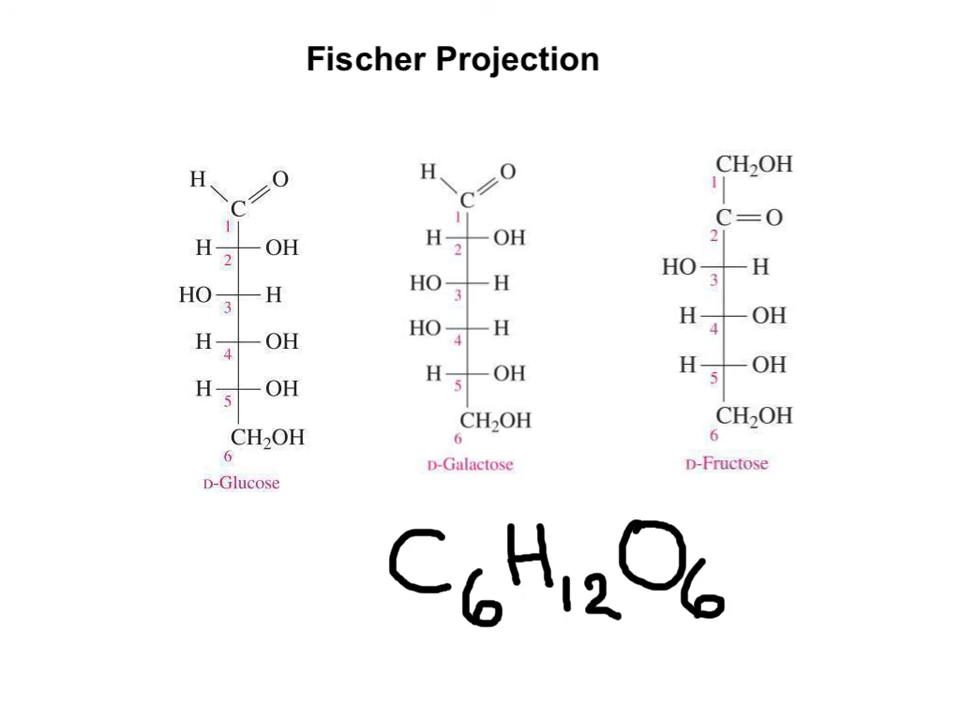 Fischer Projection
H O
C
1
H OH
2
HO H
3
H OH
4
H OH
5
CH₂OH
6
D-Glucose
H O
C
1
H OH
2
HO H
3
HO H
4
H OH
5
CH₂OH
6
D-Galactose
CH₂OH
1
C=O
2
HO H
3
H OH
4
H OH
5
CH₂OH
6
D-Fructose
C₆H₁₂O₆